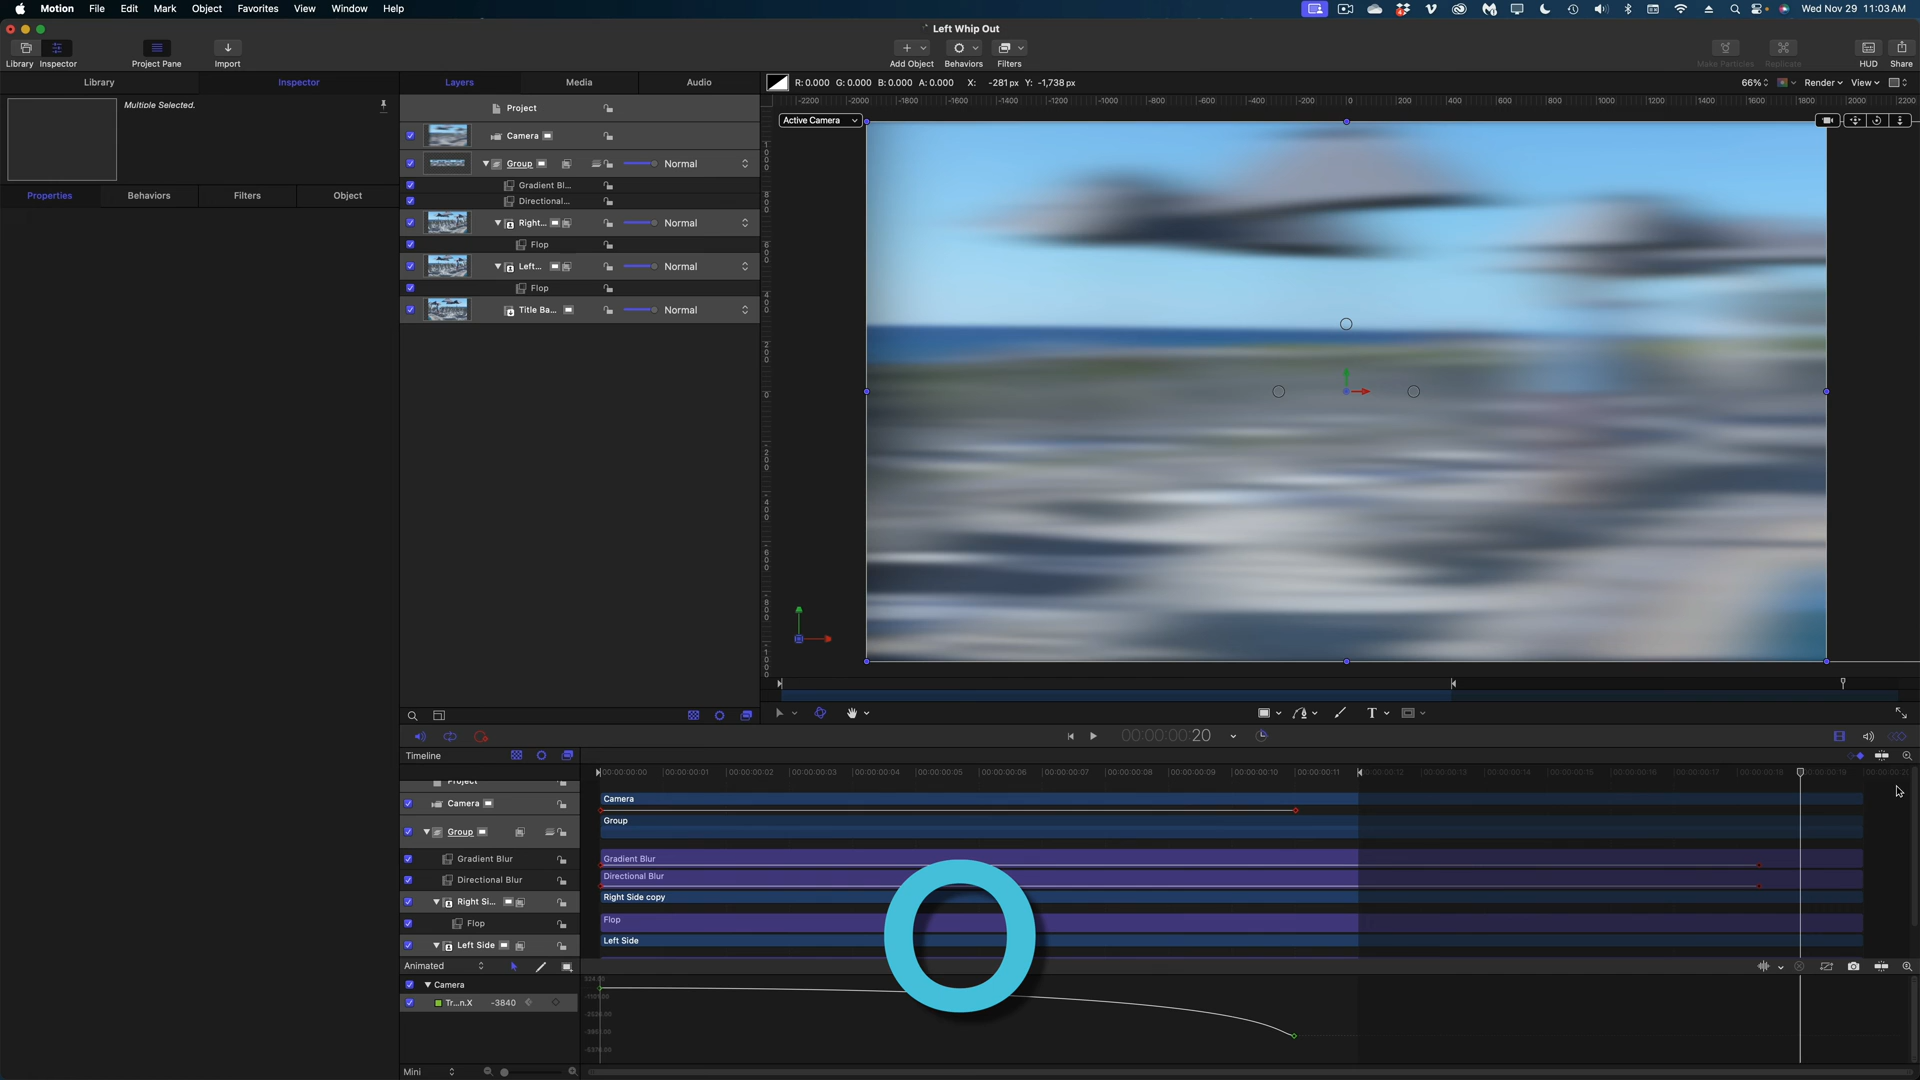 Motion File Edit Mark Object Favorites View Window Help
Wed Nov 29 11:03 AM
Left Whip Out
Library Inspector Project Pane Import
Add Object Behaviors Filters
Make Particles Replicate HUD Share
Library Inspector
Layers Media Audio
R: 0.000 G: 0.000 B: 0.000 A: 0.000 X: -281 px Y: -1,738 px
66% Render View
Multiple Selected.
Properties Behaviors Filters Object
Project
Camera
Group Normal
Gradient Bl...
Directional...
Right... Normal
Flop
Left... Normal
Flop
Title Ba... Normal
-2200 -2000 -1800 -1600 -1400 -1200 -1000 -800 -600 -400 -200 0 200 400 600 800 1000 1200 1400 1600 1800 2000 2200
Active Camera
T
00:00:00:20
Timeline
00:00:00:00 00:00:00:01 00:00:00:02 00:00:00:03 00:00:00:04 00:00:00:05 00:00:00:06 00:00:00:07 00:00:00:08 00:00:00:09 00:00:00:10 00:00:00:11 00:00:00:12 00:00:00:13 00:00:00:14 00:00:00:15 00:00:00:16 00:00:00:17 00:00:00:18 00:00:00:19
Project
Camera Camera
Group Group
Gradient Blur Gradient Blur
Directional Blur Directional Blur
Right Si... Right Side copy
Flop Flop
Left Side Left Side
O
Animated
Camera
Tr...n.X -3840
Mini